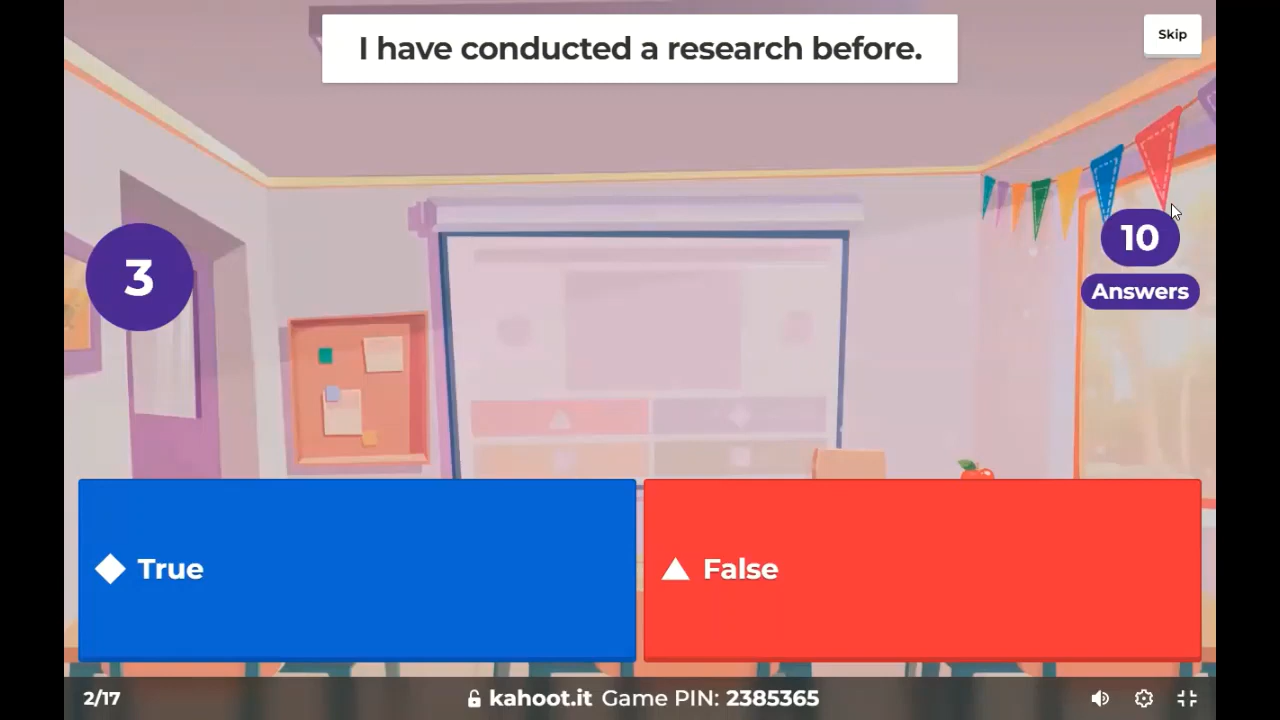 I have conducted a research before.
Skip
3
10
Answers
True
False
2/17
kahoot.it Game PIN: 2385365